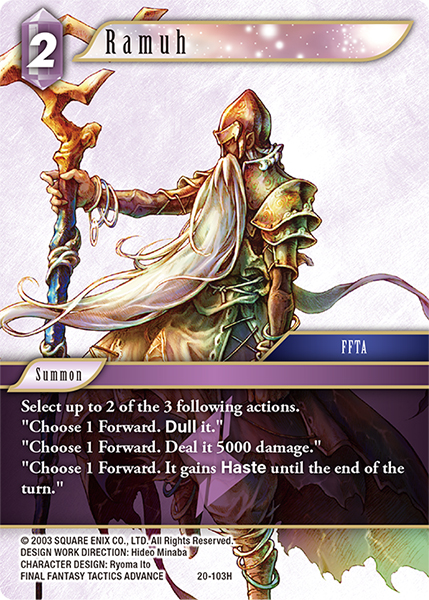 2
Ramuh
FFTA
Summon
Select up to 2 of the 3 following actions.
"Choose 1 Forward. Dull it."
"Choose 1 Forward. Deal it 5000 damage."
"Choose 1 Forward. It gains Haste until the end of the
turn."
© 2003 SQUARE ENIX CO., LTD. All Rights Reserved.
DESIGN WORK DIRECTION: Hideo Minaba
CHARACTER DESIGN: Ryoma Ito
FINAL FANTASY TACTICS ADVANCE 20-103H